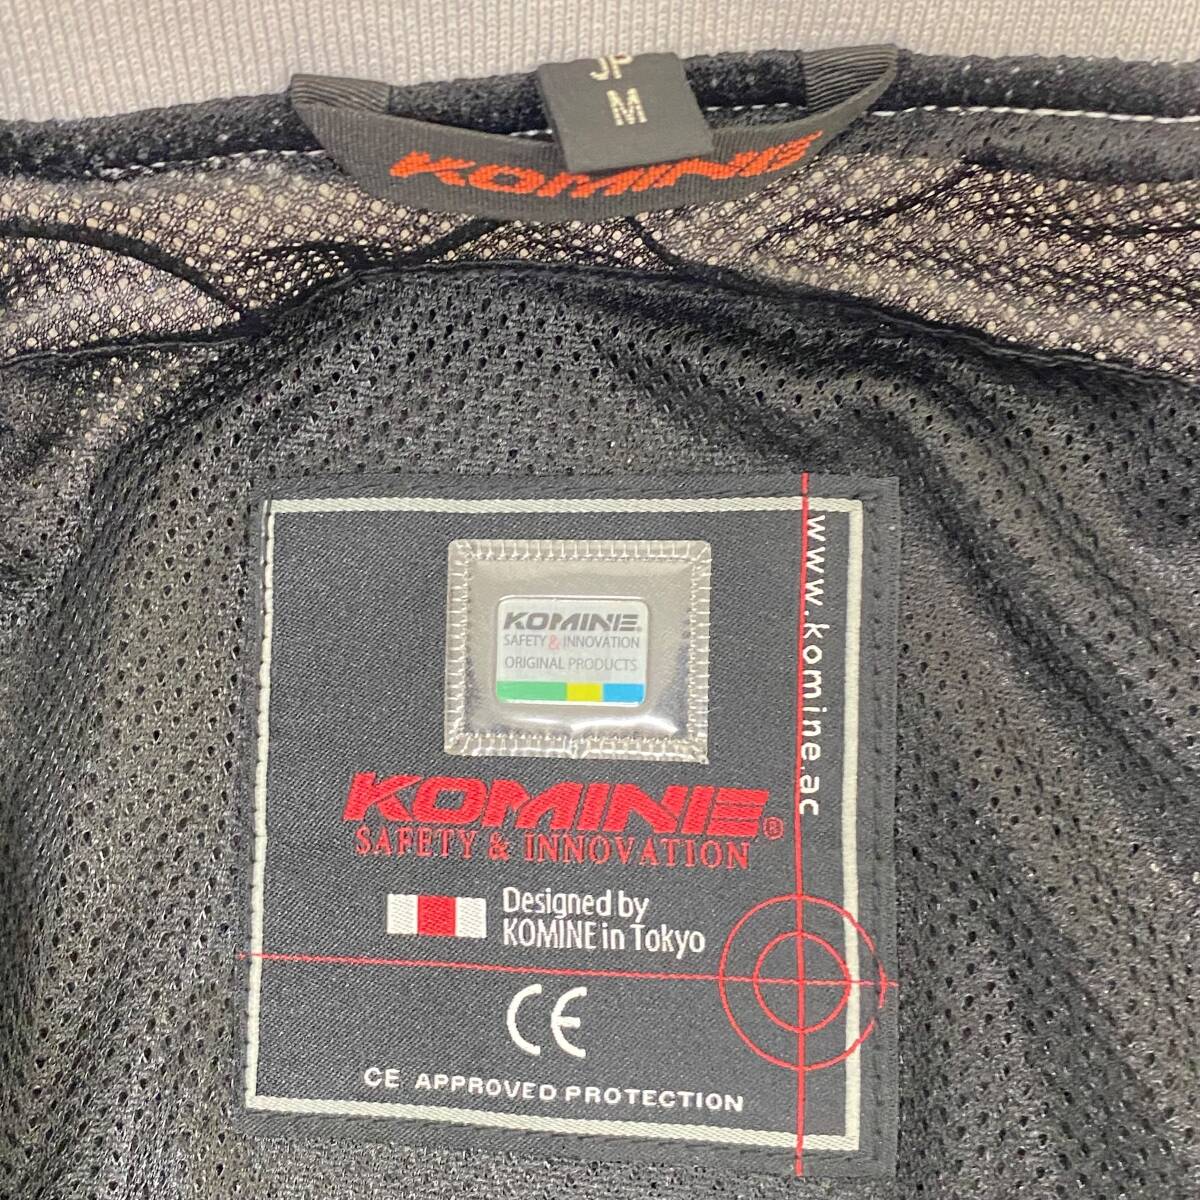 JP
M
KOMINE
KOMINE®
SAFETY & INNOVATION
ORIGINAL PRODUCTS
www.komine.ac
KOMINE®
SAFETY & INNOVATION
Designed by
KOMINE in Tokyo
CE
CE APPROVED PROTECTION